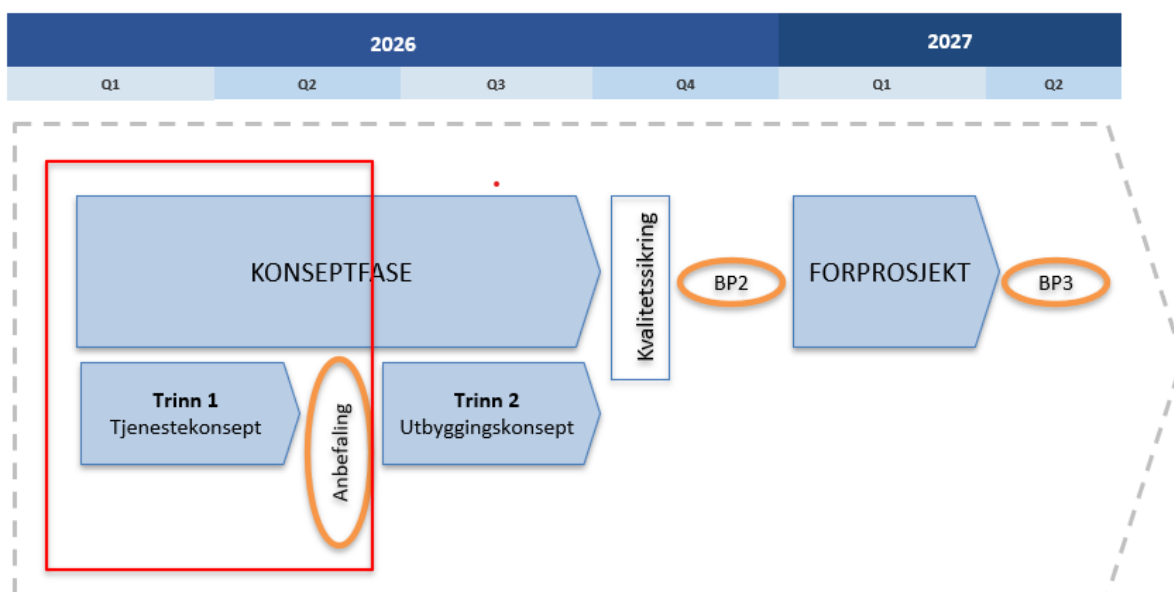 2026
2027
Q1
Q2
Q3
Q4
Q1
Q2
KONSEPTFASE
Kvalitetssikring
BP2
FORPROSJEKT
BP3
Trinn 1
Tjenestekonsept
Anbefaling
Trinn 2
Utbyggingskonsept